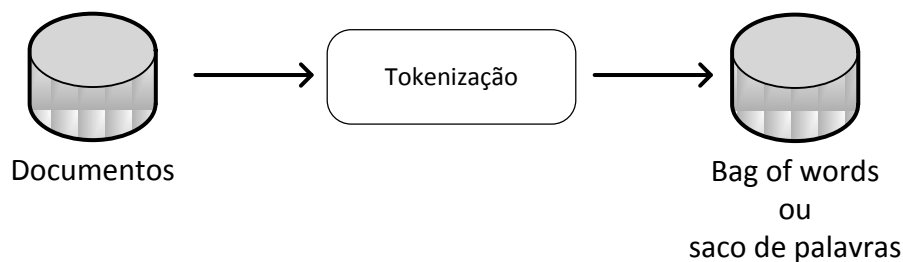 Tokenização
Documentos
Bag of words
ou
saco de palavras